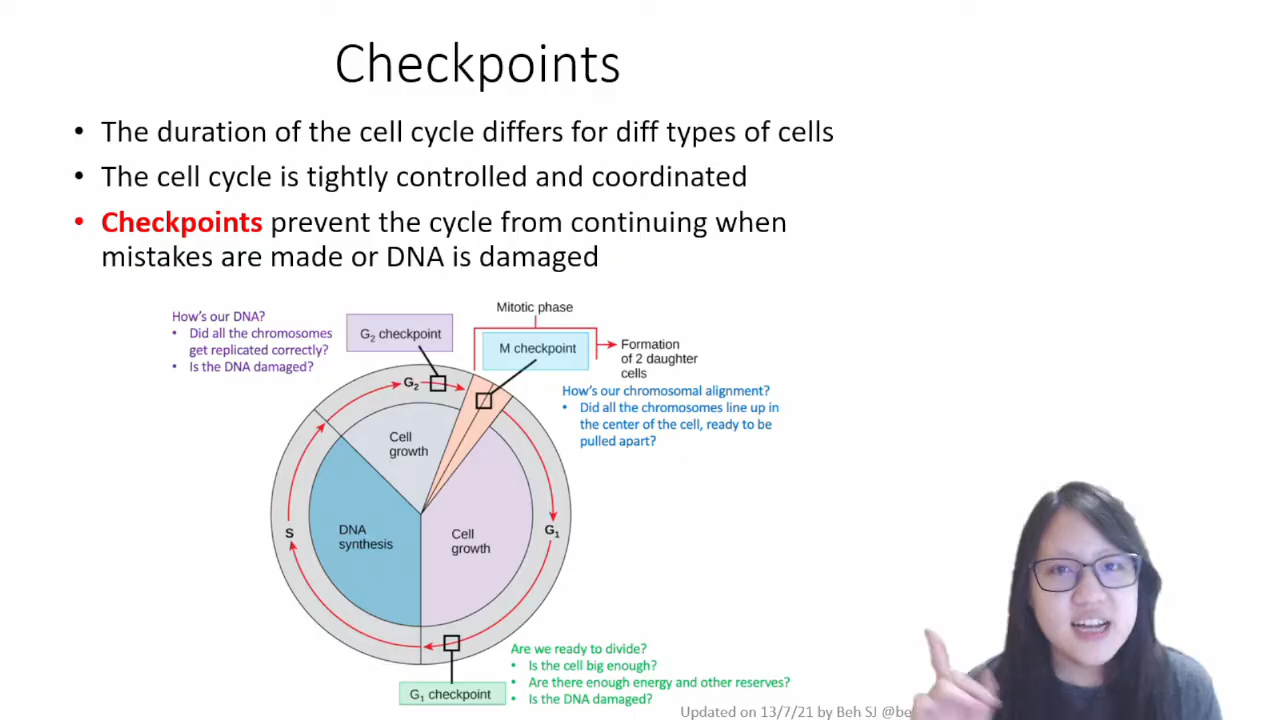 Checkpoints
• The duration of the cell cycle differs for diff types of cells
• The cell cycle is tightly controlled and coordinated
• Checkpoints prevent the cycle from continuing when
mistakes are made or DNA is damaged
How's our DNA?
• Did all the chromosomes
get replicated correctly?
• Is the DNA damaged?
G₂ checkpoint
Mitotic phase
M checkpoint
Formation
of 2 daughter
cells
How's our chromosomal alignment?
• Did all the chromosomes line up in
the center of the cell, ready to be
pulled apart?
G₂
Cell
growth
S
DNA
synthesis
Cell
growth
G₁
G₁ checkpoint
Are we ready to divide?
• Is the cell big enough?
• Are there enough energy and other reserves?
• Is the DNA damaged?
Updated on 13/7/21 by Beh SJ